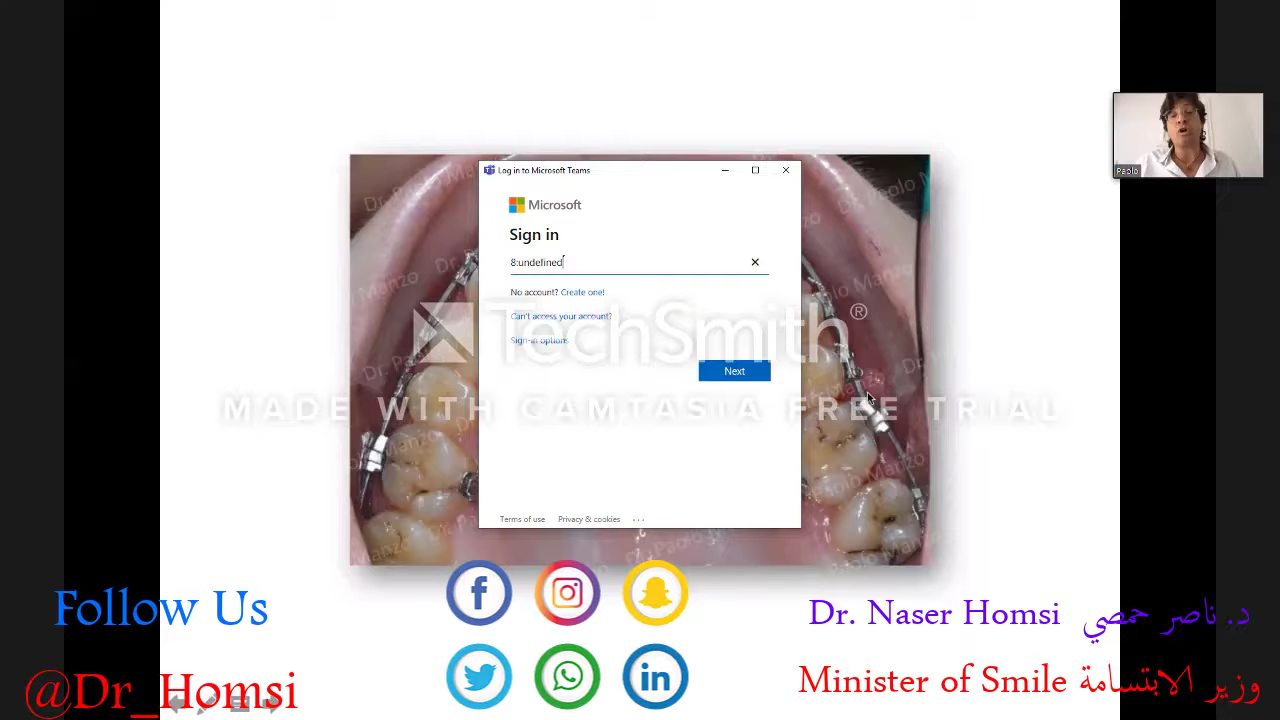 Paolo
Log in to Microsoft Teams
Microsoft
Sign in
8:undefined
No account? Create one!
Can't access your account?
Sign-in options
TechSmith®
Next
MADE WITH CAMTASIA FREE TRIAL
Terms of use Privacy & cookies ...
Follow Us
Dr. Naser Homsi د. ناصر حمصي
@Dr_Homsi
Minister of Smile وزير الابتسامة